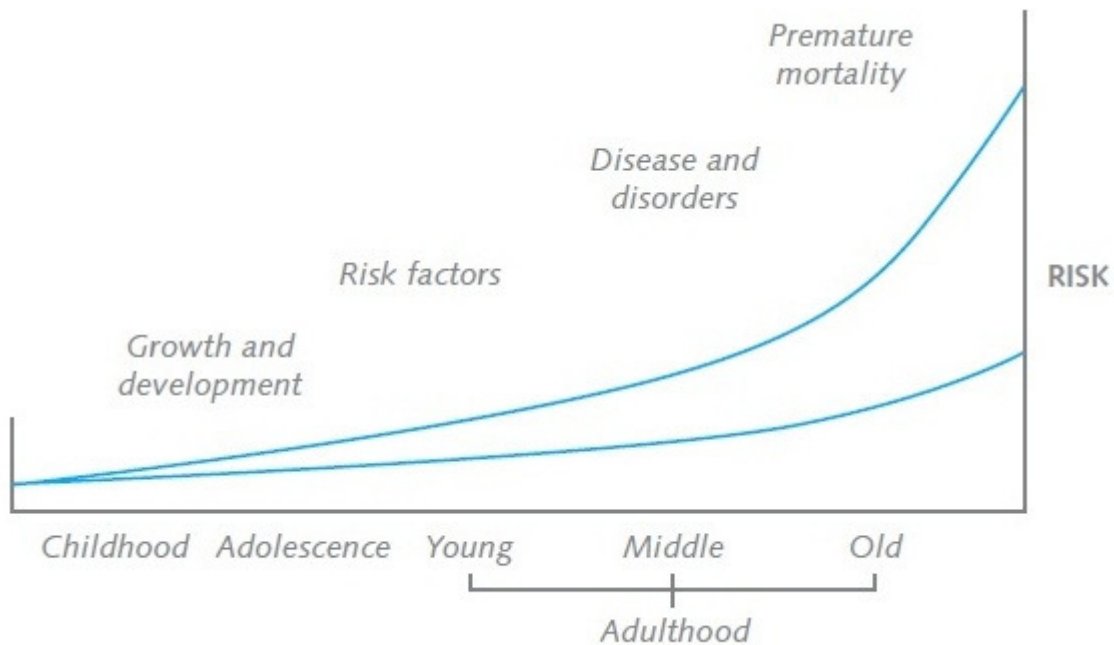 Premature
mortality
Disease and
disorders
Risk factors
RISK
Growth and
development
Childhood Adolescence Young Middle Old
Adulthood